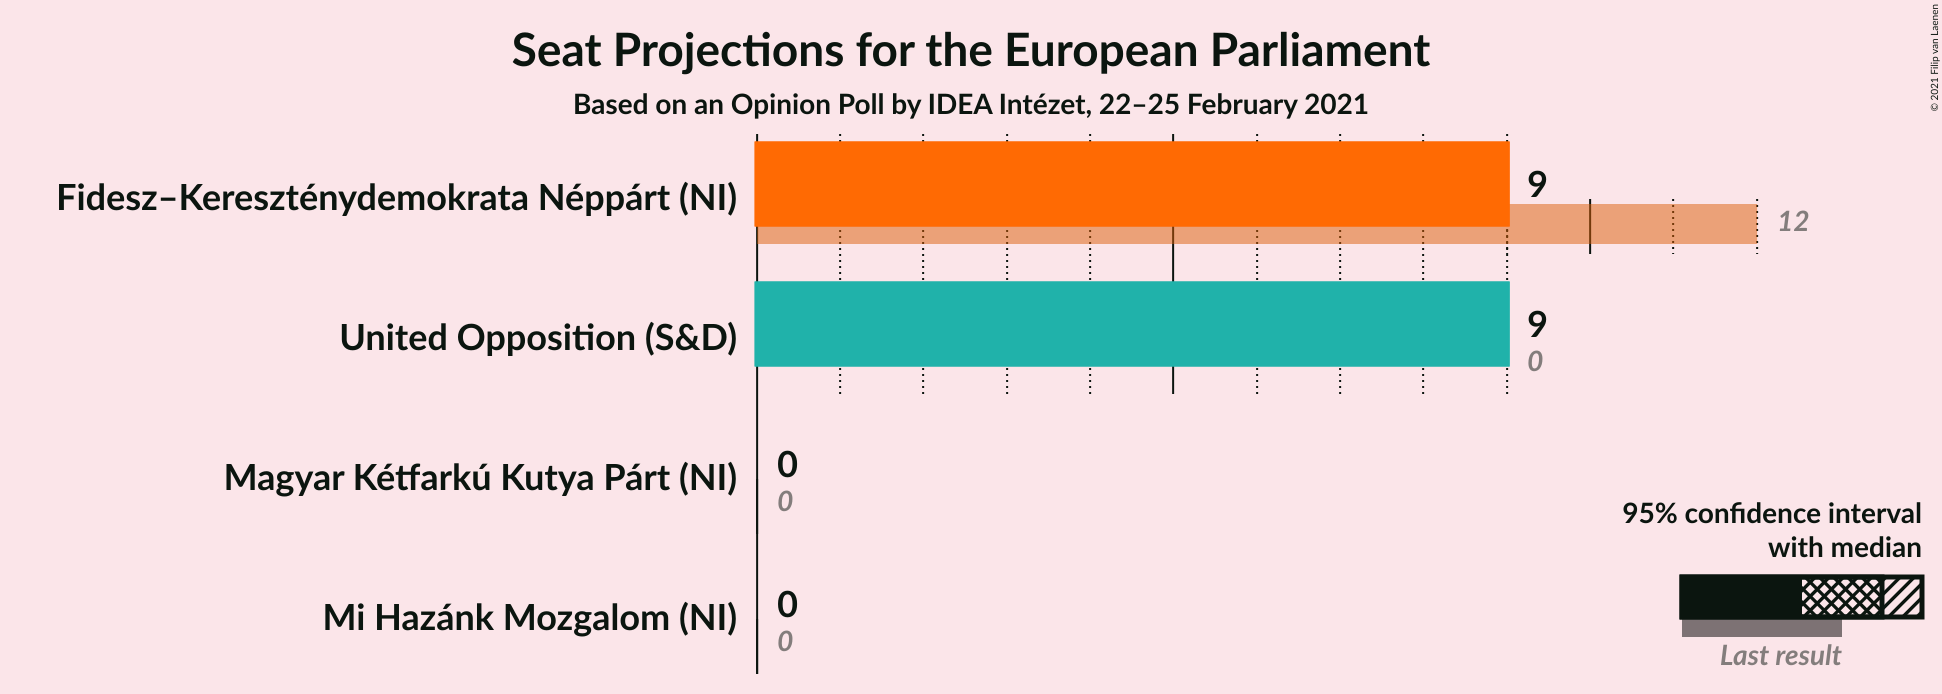 Seat Projections for the European Parliament
Based on an Opinion Poll by IDEA Intézet, 22–25 February 2021
© 2021 Filip van Laenen
Fidesz–Kereszténydemokrata Néppárt (NI)
9
12
United Opposition (S&D)
9
0
Magyar Kétfarkú Kutya Párt (NI)
0
0
Mi Hazánk Mozgalom (NI)
0
0
95% confidence interval
with median
Last result